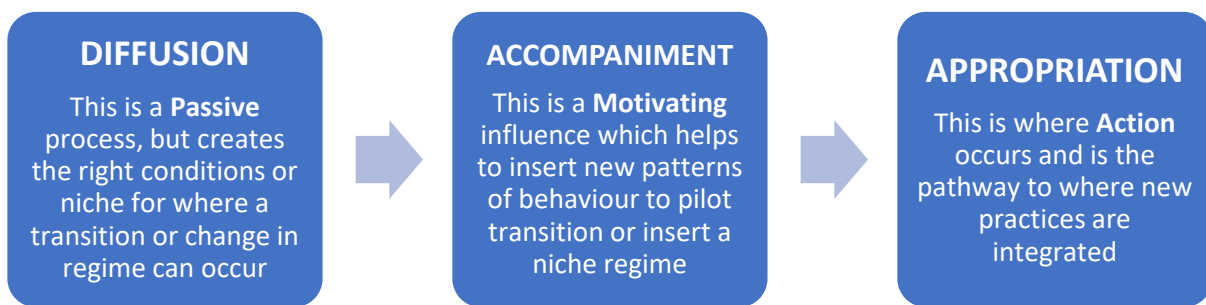 DIFFUSION
This is a Passive
process, but creates
the right conditions or
niche for where a
transition or change in
regime can occur
ACCOMPANIMENT
This is a Motivating
influence which helps
to insert new patterns
of behaviour to pilot
transition or insert a
niche regime
APPROPRIATION
This is where Action
occurs and is the
pathway to where new
practices are
integrated